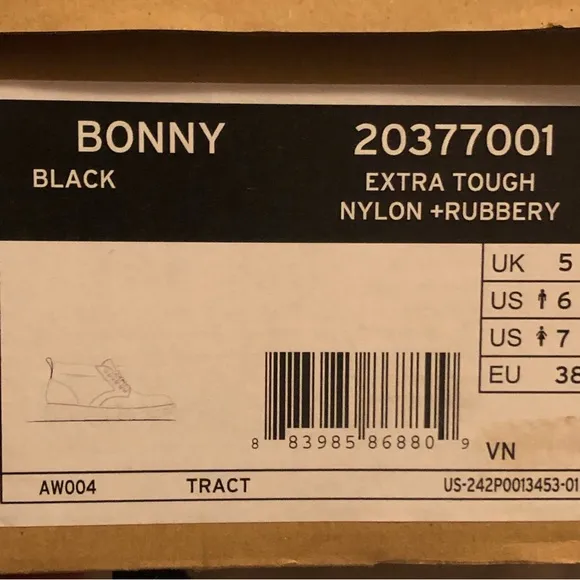 BONNY
20377001
BLACK
EXTRA TOUGH
NYLON +RUBBERY
UK 5
US 6
US 7
EU 38
8 83985 86880 9
VN
AW004 TRACT US-242P0013453-01